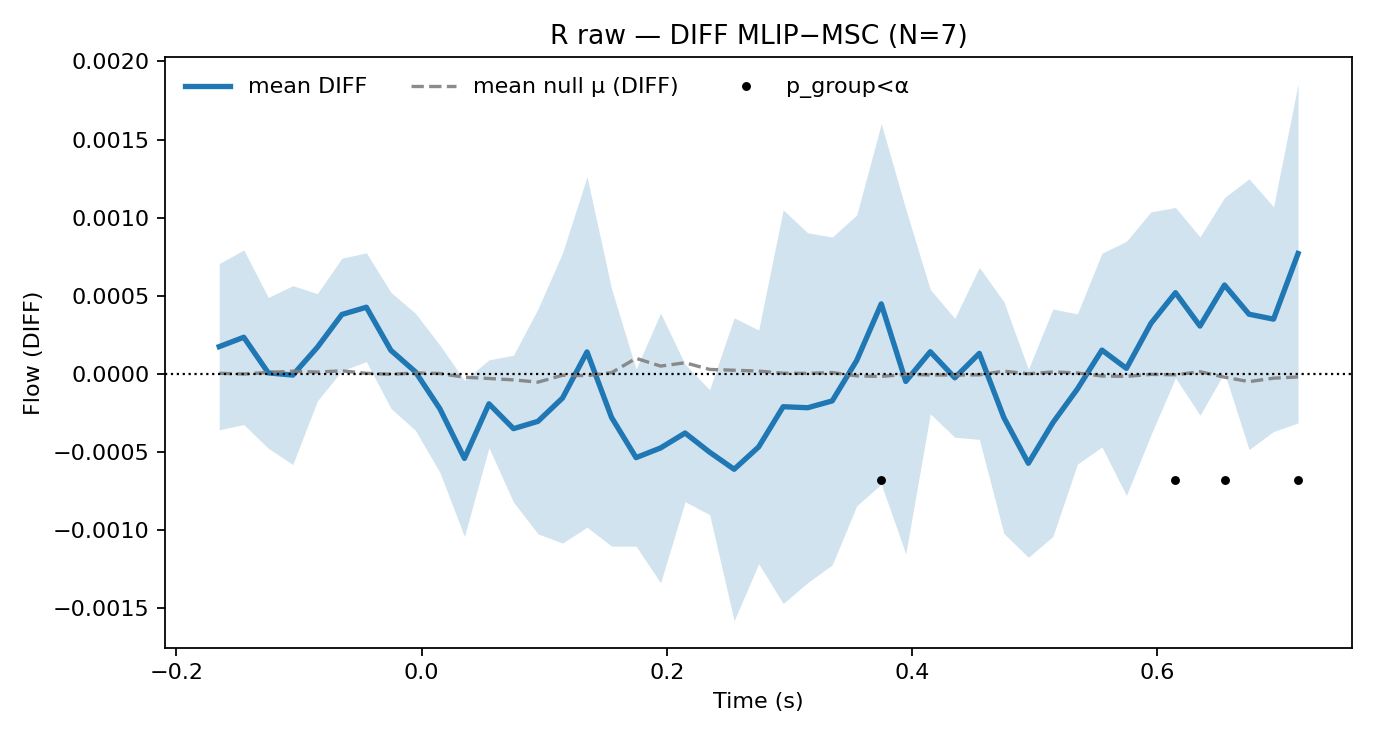 R raw — DIFF MLIP−MSC (N=7)
mean DIFF
mean null μ (DIFF)
p_group<α
0.0020
0.0015
0.0010
0.0005
0.0000
−0.0005
−0.0010
−0.0015
Flow (DIFF)
−0.2
0.0
0.2
0.4
0.6
Time (s)